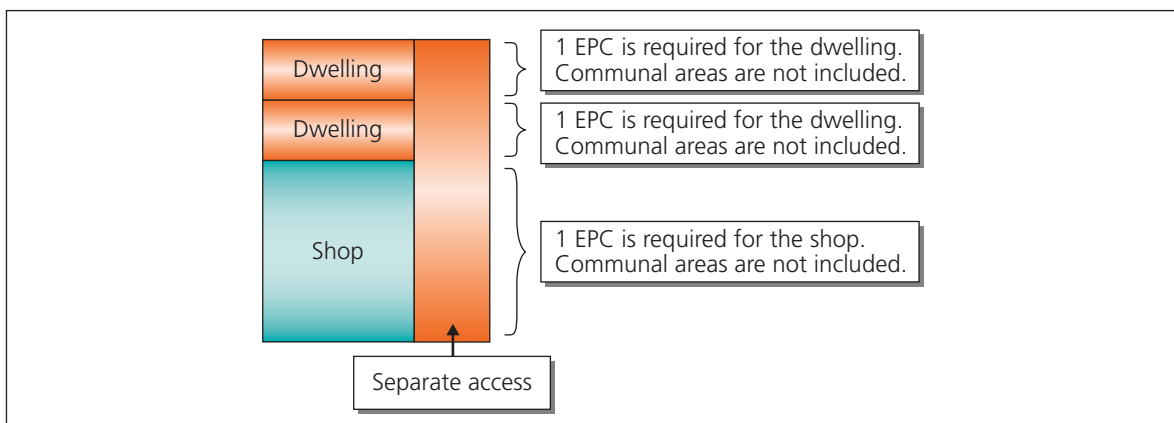 Dwelling
1 EPC is required for the dwelling.
Communal areas are not included.
Dwelling
1 EPC is required for the dwelling.
Communal areas are not included.
Shop
1 EPC is required for the shop.
Communal areas are not included.
Separate access